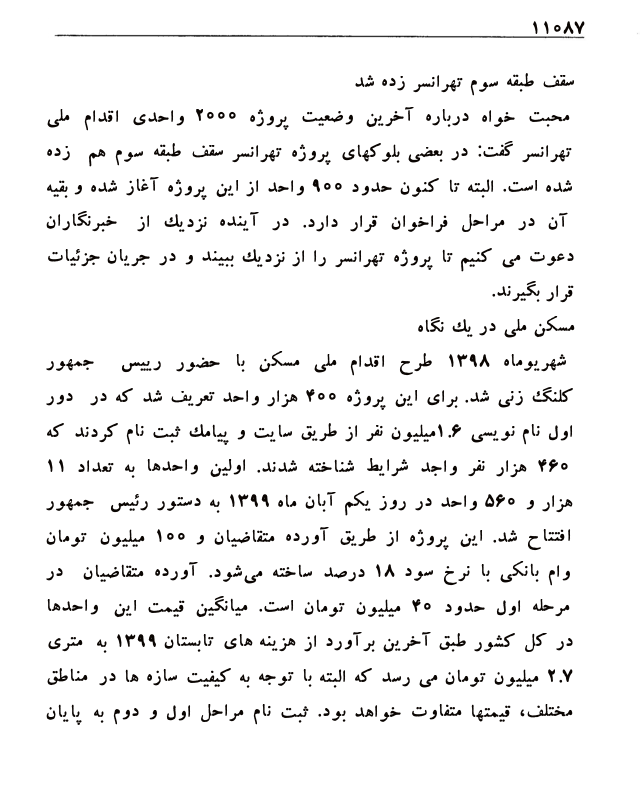 ۱۱۰۸۷
سقف طبقه سوم تهرانسر زده شد
محبت خواه درباره آخرین وضعیت پروژه ۲۰۰۰ واحدی اقدام ملی
تهرانسر گفت: در بعضی بلوکهای پروژه تهرانسر سقف طبقه سوم هم زده
شده است. البته تا کنون حدود ۹۰۰ واحد از این پروژه آغاز شده و بقیه
آن در مراحل فراخوان قرار دارد. در آینده نزدیك از خبرنگاران
دعوت می کنیم تا پروژه تهرانسر را از نزدیك ببیند و در جریان جزئیات
قرار بگیرند.
مسکن ملی در یك نگاه
شهریورماه ۱۳۹۸ طرح اقدام ملی مسکن با حضور رییس جمهور
کلنگ زنی شد. برای این پروژه ۴۰۰ هزار واحد تعریف شد که در دور
اول نام نویسی ۱.۶میلیون نفر از طریق سایت و پیامك ثبت نام کردند که
۴۶۰ هزار نفر واجد شرایط شناخته شدند. اولین واحدها به تعداد ۱۱
هزار و ۵۶۰ واحد در روز یکم آبان ماه ۱۳۹۹ به دستور رئیس جمهور
افتتاح شد. این پروژه از طریق آورده متقاضیان و ۱۰۰ میلیون تومان
وام بانکی با نرخ سود ۱۸ درصد ساخته می‌شود. آورده متقاضیان در
مرحله اول حدود ۴۰ میلیون تومان است. میانگین قیمت این واحدها
در کل کشور طبق آخرین برآورد از هزینه های تابستان ۱۳۹۹ به متری
۲.۷ میلیون تومان می رسد که البته با توجه به کیفیت سازه ها در مناطق
مختلف، قیمتها متفاوت خواهد بود. ثبت نام مراحل اول و دوم به پایان